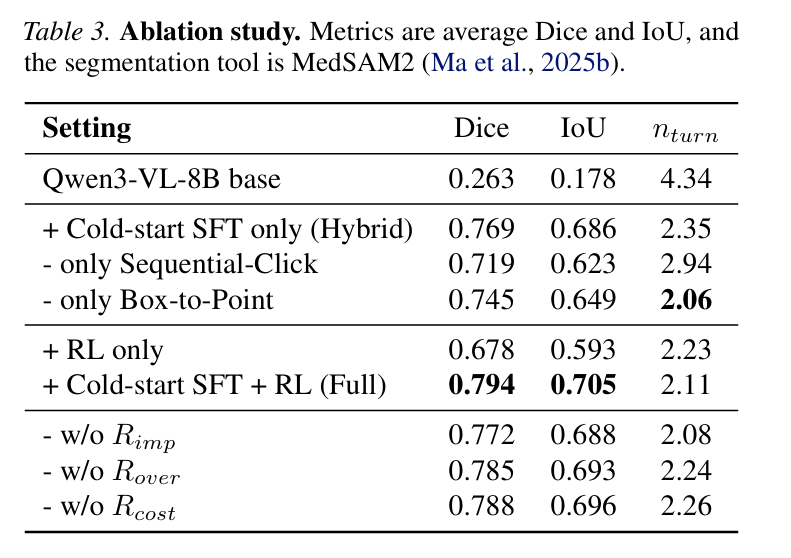 Table 3. Ablation study. Metrics are average Dice and IoU, and
the segmentation tool is MedSAM2 (Ma et al., 2025b).
Setting Dice IoU n_{turn}
Qwen3-VL-8B base 0.263 0.178 4.34
+ Cold-start SFT only (Hybrid) 0.769 0.686 2.35
- only Sequential-Click 0.719 0.623 2.94
- only Box-to-Point 0.745 0.649 2.06
+ RL only 0.678 0.593 2.23
+ Cold-start SFT + RL (Full) 0.794 0.705 2.11
- w/o R_{imp} 0.772 0.688 2.08
- w/o R_{over} 0.785 0.693 2.24
- w/o R_{cost} 0.788 0.696 2.26